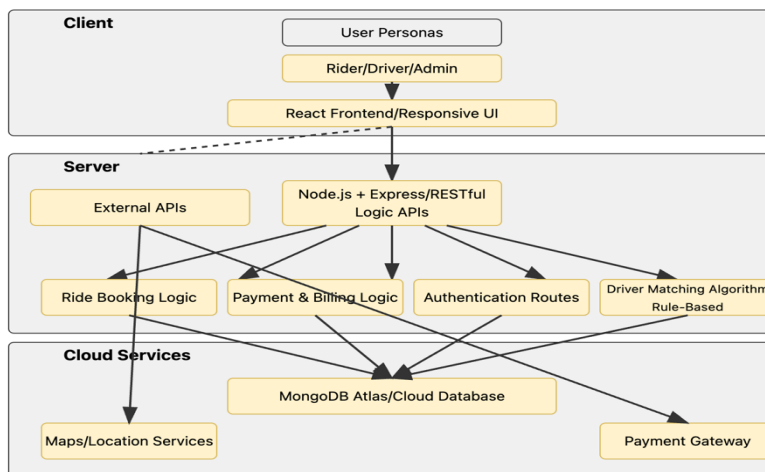 Client
User Personas
Rider/Driver/Admin
React Frontend/Responsive UI
Server
External APIs
Node.js + Express/RESTful
Logic APIs
Ride Booking Logic
Payment & Billing Logic
Authentication Routes
Driver Matching Algorithm
Rule-Based
Cloud Services
MongoDB Atlas/Cloud Database
Maps/Location Services
Payment Gateway